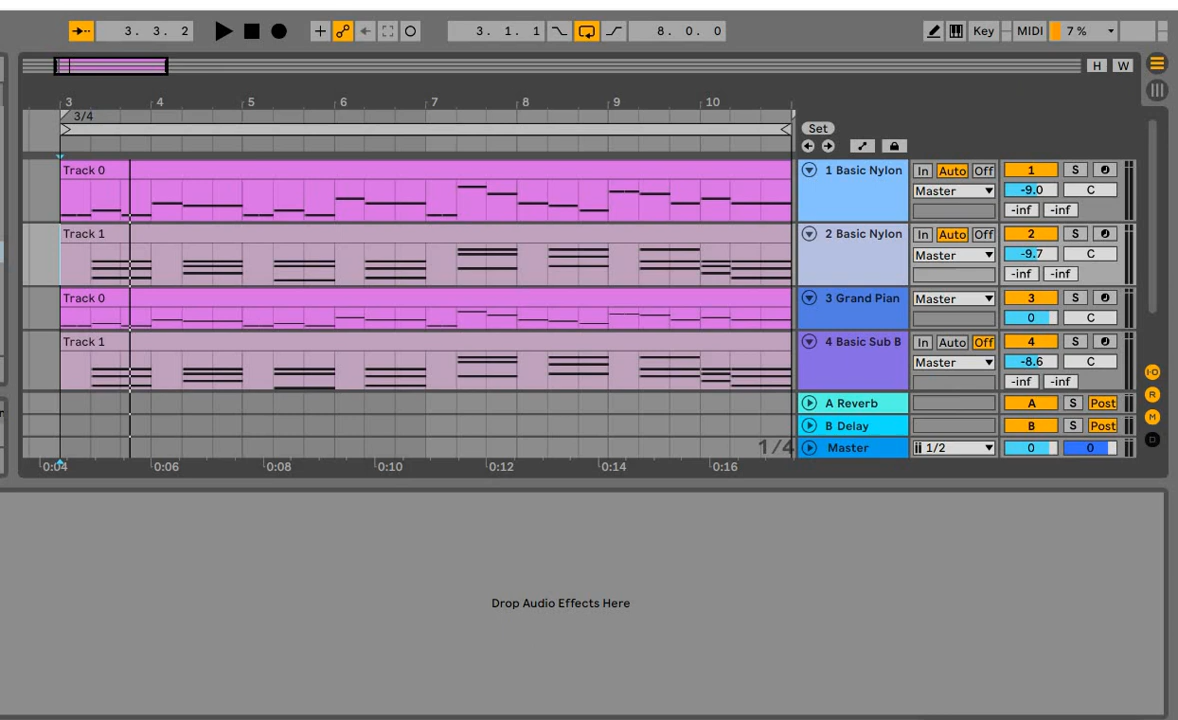 3. 3. 2 3. 1. 1 8. 0. 0 Key MIDI 7 %
H W
3 4 5 6 7 8 9 10
3/4
Set
Track 0 1 Basic Nylon In Auto Off 1 S
Master -9.0 C
-inf -inf
Track 1 2 Basic Nylon In Auto Off 2 S
Master -9.7 C
-inf -inf
Track 0 3 Grand Pian Master 3 S
0 C
Track 1 4 Basic Sub B In Auto Off 4 S
Master -8.6 C
-inf -inf
I·O
A Reverb A S Post
R
B Delay B S Post
M
1/4 Master 1/2 0 0
D
0:04 0:06 0:08 0:10 0:12 0:14 0:16
Drop Audio Effects Here